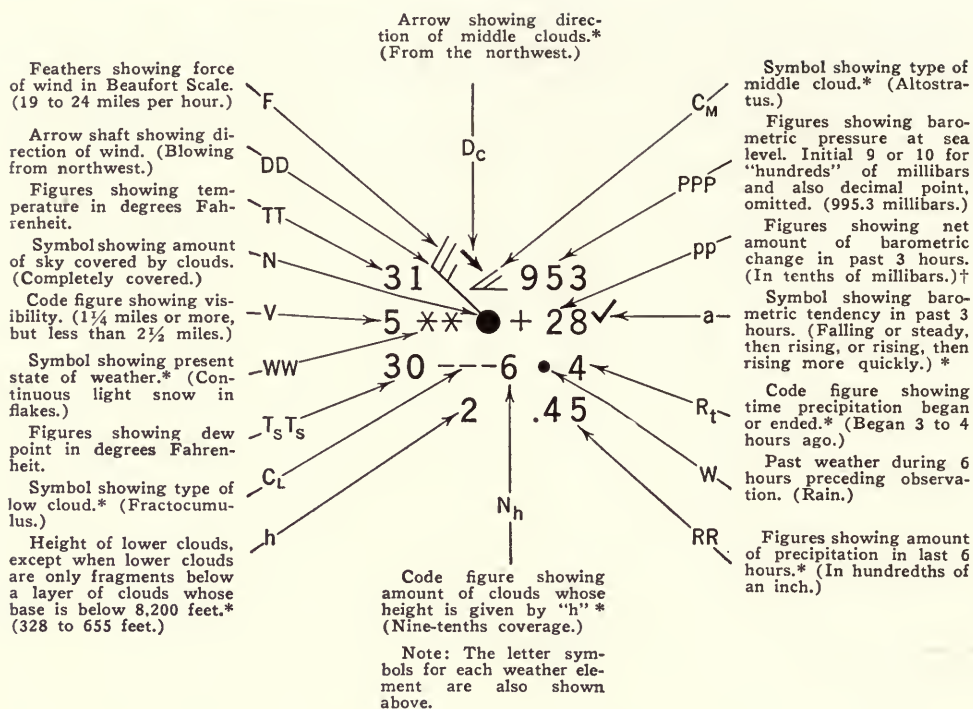 Arrow showing direc-
tion of middle clouds.*
(From the northwest.)
Feathers showing force
of wind in Beaufort Scale.
(19 to 24 miles per hour.)
Arrow shaft showing di-
rection of wind. (Blowing
from northwest.)
Figures showing tem-
perature in degrees Fah-
renheit.
Symbol showing amount
of sky covered by clouds.
(Completely covered.)
Code figure showing vis-
ibility. (1¼ miles or more,
but less than 2½ miles.)
Symbol showing present
state of weather.* (Con-
tinuous light snow in
flakes.)
Figures showing dew
point in degrees Fahren-
heit.
Symbol showing type of
low cloud.* (Fractocumu-
lus.)
Height of lower clouds,
except when lower clouds
are only fragments below
a layer of clouds whose
base is below 8,200 feet.*
(328 to 655 feet.)
F
DD
TT
N
V
WW
TsTs
CL
h
Dc
31 953
5 ** + 28
30 --- 6 4
2 .45
Nh
CM
PPP
pp
a
Rt
W
RR
Symbol showing type of
middle cloud.* (Altostra-
tus.)
Figures showing baro-
metric pressure at sea
level. Initial 9 or 10 for
"hundreds" of millibars
and also decimal point,
omitted. (995.3 millibars.)
Figures showing net
amount of barometric
change in past 3 hours.
(In tenths of millibars.)†
Symbol showing baro-
metric tendency in past 3
hours. (Falling or steady,
then rising, or rising, then
rising more quickly.) *
Code figure showing
time precipitation began
or ended.* (Began 3 to 4
hours ago.)
Past weather during 6
hours preceding observa-
tion. (Rain.)
Figures showing amount
of precipitation in last 6
hours.* (In hundredths of
an inch.)
Code figure showing
amount of clouds whose
height is given by "h" *
(Nine-tenths coverage.)
Note: The letter sym-
bols for each weather ele-
ment are also shown
above.